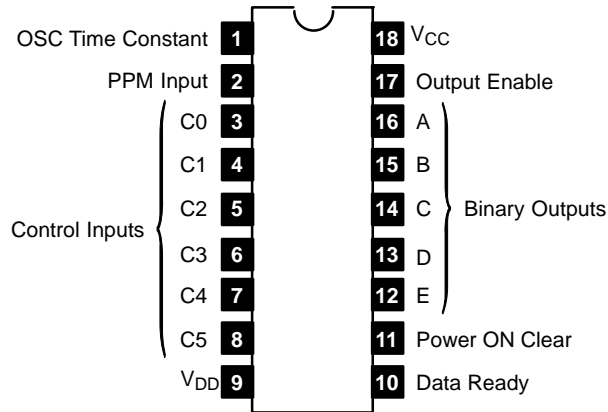 OSC Time Constant 1 18 VCC
PPM Input 2 17 Output Enable
C0 3 16 A
C1 4 15 B
C2 5 14 C
Control Inputs Binary Outputs
C3 6 13 D
C4 7 12 E
C5 8 11 Power ON Clear
VDD 9 10 Data Ready